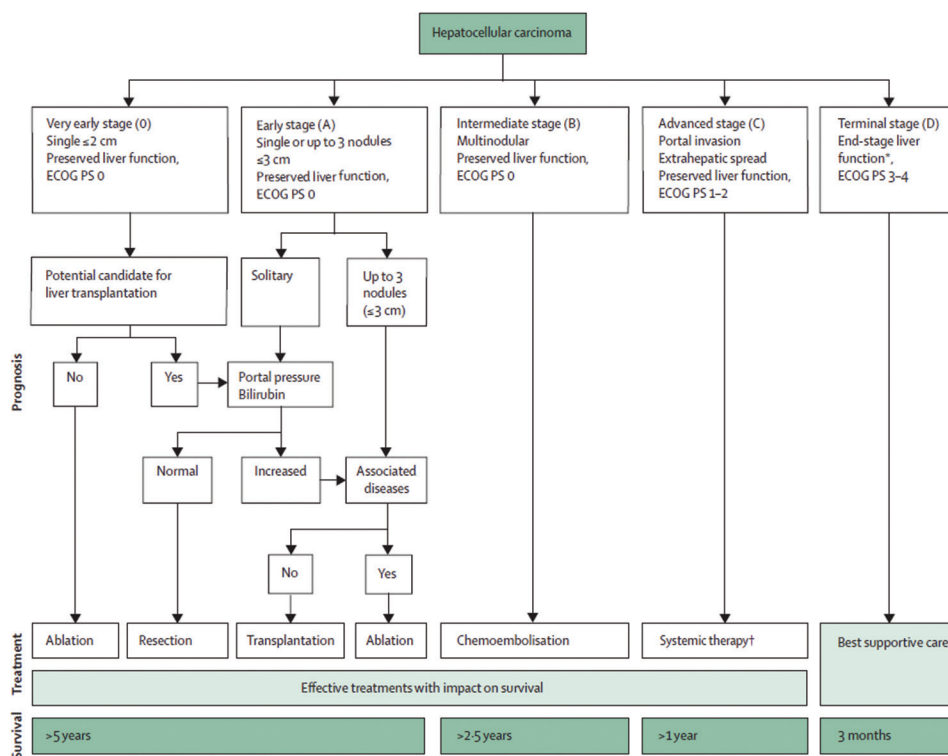 Hepatocellular carcinoma
Very early stage (0)
Single ≤2 cm
Preserved liver function,
ECOG PS 0
Early stage (A)
Single or up to 3 nodules
≤3 cm
Preserved liver function,
ECOG PS 0
Intermediate stage (B)
Multinodular
Preserved liver function,
ECOG PS 0
Advanced stage (C)
Portal invasion
Extrahepatic spread
Preserved liver function,
ECOG PS 1–2
Terminal stage (D)
End-stage liver
function*,
ECOG PS 3–4
Potential candidate for
liver transplantation
Solitary
Up to 3
nodules
(≤3 cm)
Prognosis
No
Yes
Portal pressure
Bilirubin
Normal
Increased
Associated
diseases
No
Yes
Treatment
Ablation
Resection
Transplantation
Ablation
Chemoembolisation
Systemic therapy†
Best supportive care
Effective treatments with impact on survival
Survival
>5 years
>2·5 years
>1 year
3 months